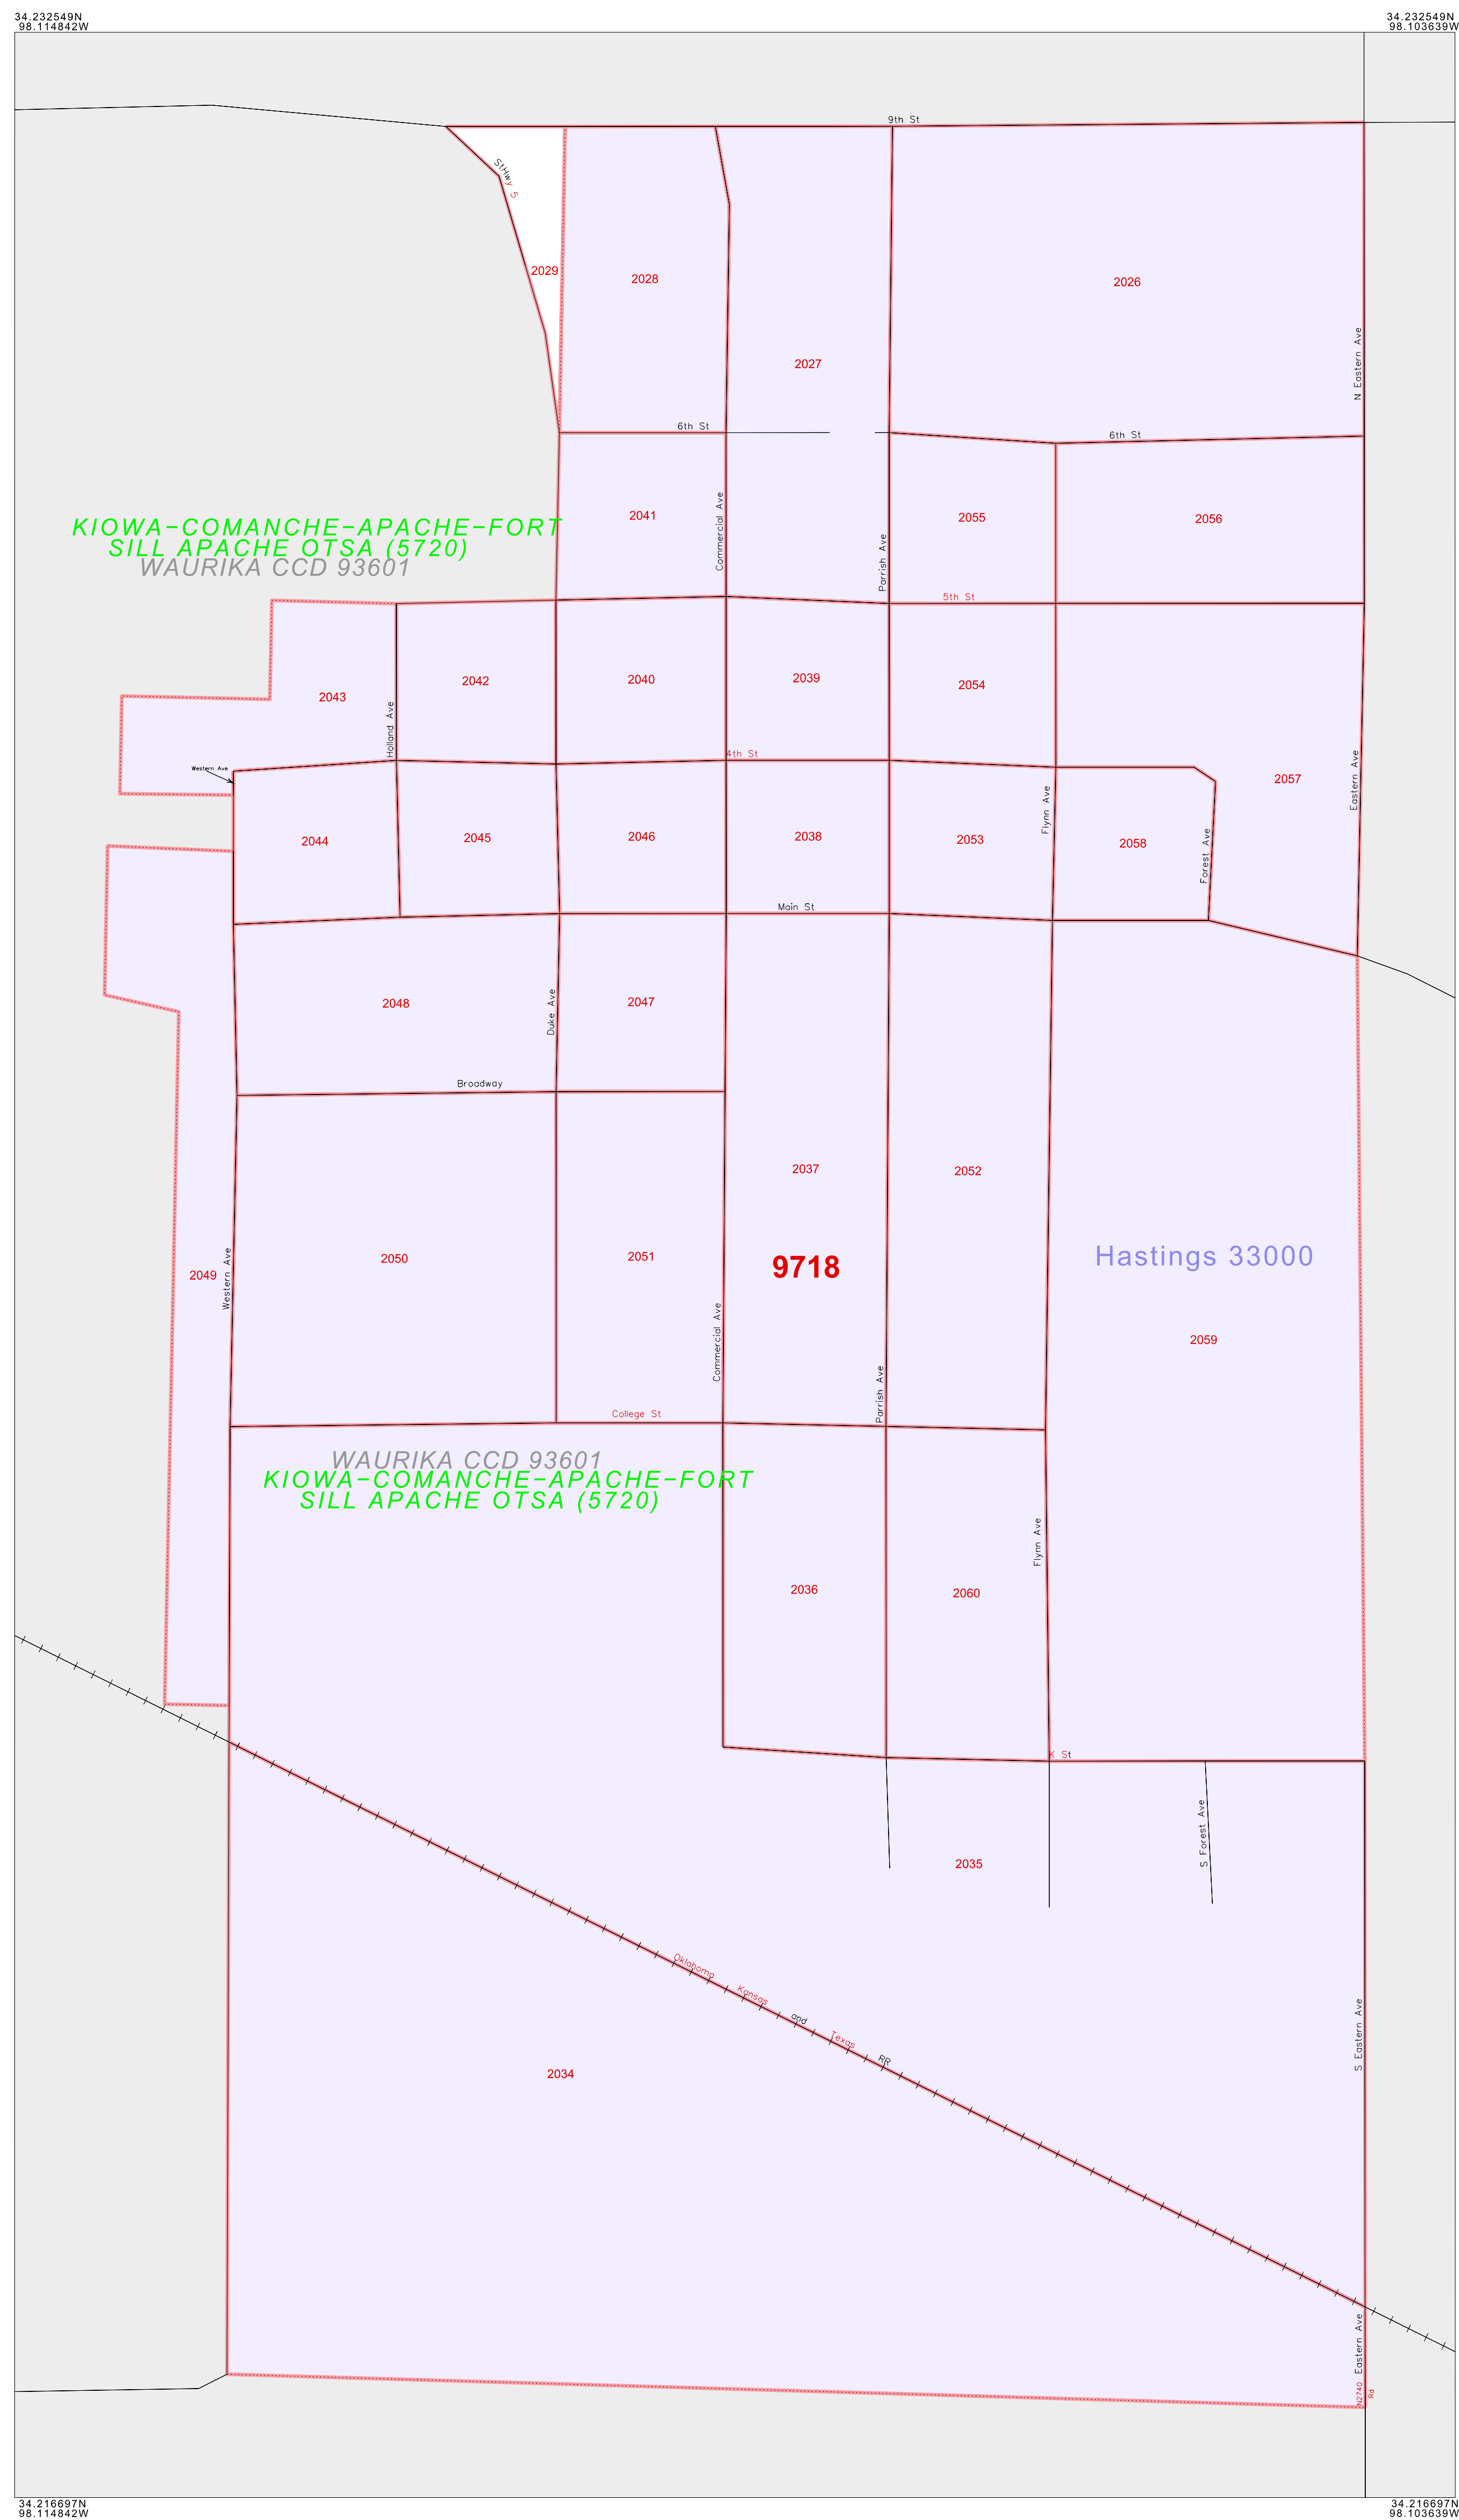 34.232549N
98.114842W
34.232549N
98.103639W
9th St
StHwy 5
2029
2028
2026
2027
N Eastern Ave
6th St
6th St
2041
Commercial Ave
Parrish Ave
2055
2056
KIOWA-COMANCHE-APACHE-FORT
SILL APACHE OTSA (5720)
WAURIKA CCD 93601
5th St
2043
2042
2040
2039
2054
Holland Ave
4th St
Western Ave
2057
Eastern Ave
2044
2045
2046
2038
2053
Flynn Ave
2058
Forest Ave
Main St
2048
Duke Ave
2047
Broadway
2037
2052
2049
Western Ave
2050
2051
9718
Hastings 33000
Commercial Ave
Parrish Ave
2059
College St
WAURIKA CCD 93601
KIOWA-COMANCHE-APACHE-FORT
SILL APACHE OTSA (5720)
2036
2060
Flynn Ave
K St
S Forest Ave
2035
Oklahoma Kansas and Texas RR
S Eastern Ave
2034
Eastern Ave
N2740
Rd
34.216697N
98.114842W
34.216697N
98.103639W